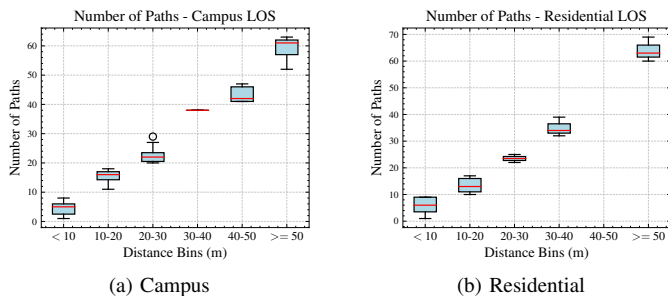 Number of Paths - Campus LOS
Number of Paths
60
50
40
30
20
10
0
< 10 10-20 20-30 30-40 40-50 >= 50
Distance Bins (m)
(a) Campus
Number of Paths - Residential LOS
Number of Paths
80
70
60
50
40
30
20
10
0
< 10 10-20 20-30 30-40 40-50 >= 50
Distance Bins (m)
(b) Residential